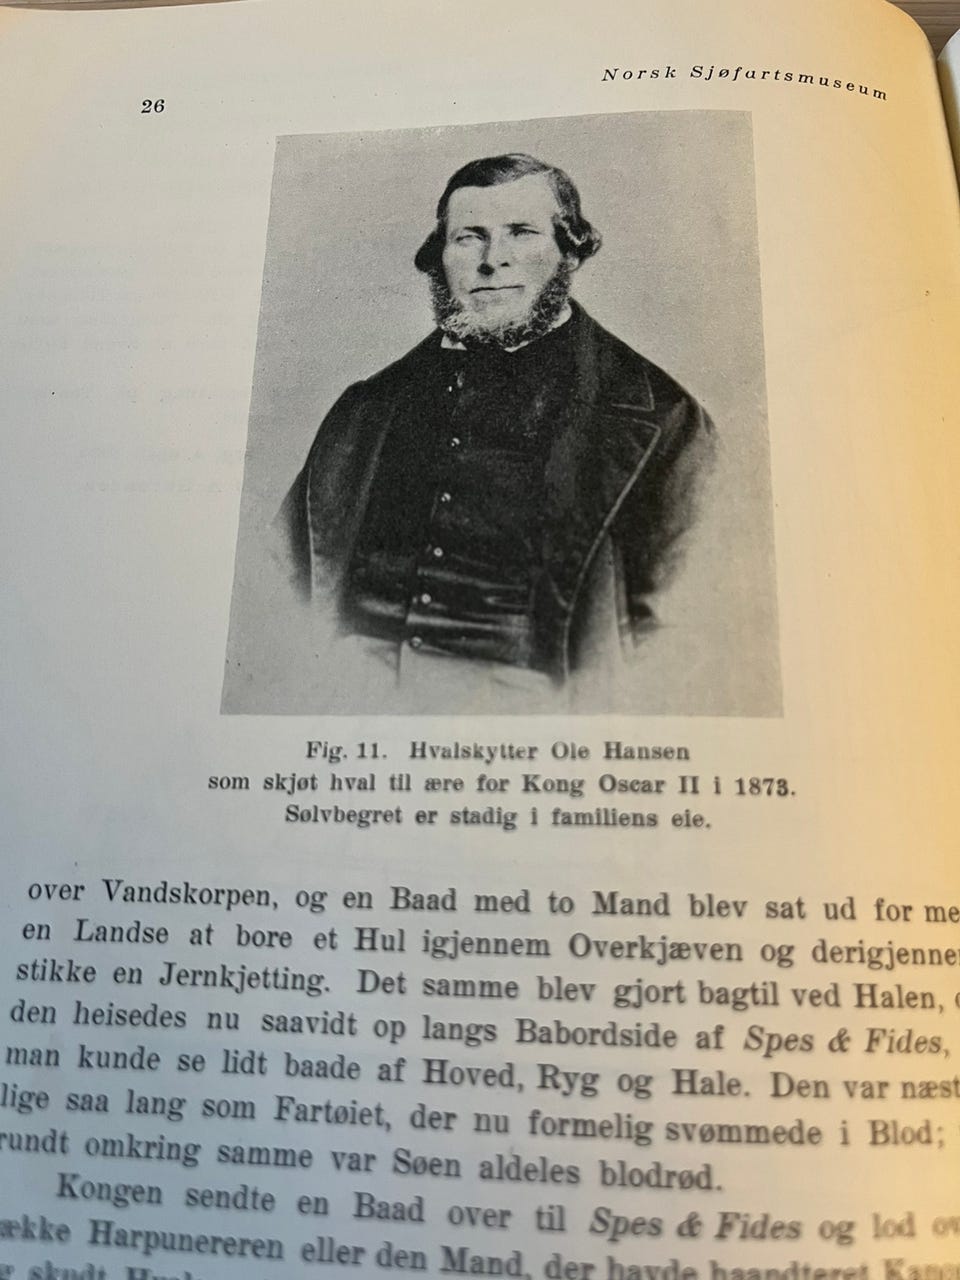 26
Norsk Sjøfartsmuseum
Fig. 11. Hvalskytter Ole Hansen
som skjøt hval til ære for Kong Oscar II i 1873.
Sølvbegret er stadig i familiens eie.
over Vandskorpen, og en Baad med to Mand blev sat ud for me
en Landse at bore et Hul igjennem Overkjæven og derigjenne
stikke en Jernkjetting. Det samme blev gjort bagtil ved Halen,
den heisedes nu saavidt op langs Babordside af Spes & Fides,
man kunde se lidt baade af Hoved, Ryg og Hale. Den var næst
lige saa lang som Fartøiet, der nu formelig svømmede i Blod;
rundt omkring samme var Søen aldeles blodrød.
Kongen sendte en Baad over til Spes & Fides og lod ov
ække Harpunereren eller den Mand, der havde haandteret
skudt